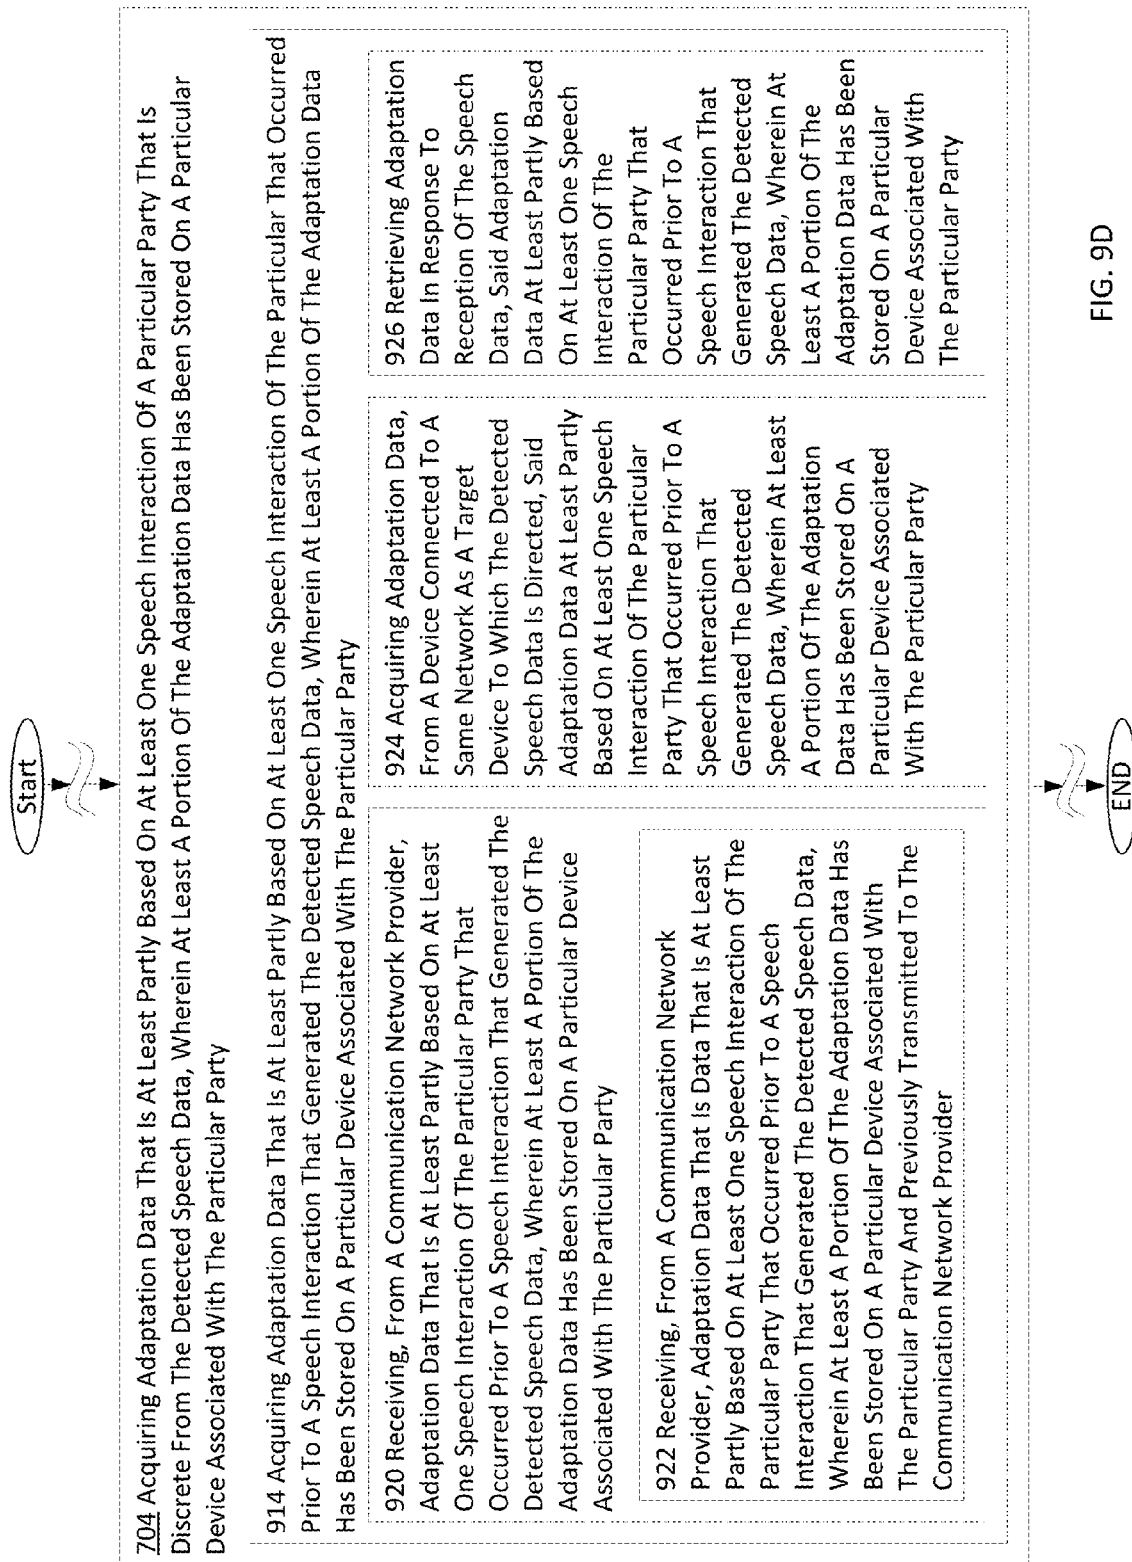 Start
704 Acquiring Adaptation Data That Is At Least Partly Based On At Least One Speech Interaction Of A Particular Party That Is
Discrete From The Detected Speech Data, Wherein At Least A Portion Of The Adaptation Data Has Been Stored On A Particular
Device Associated With The Particular Party
914 Acquiring Adaptation Data That Is At Least Partly Based On At Least One Speech Interaction Of The Particular That Occurred
Prior To A Speech Interaction That Generated The Detected Speech Data, Wherein At Least A Portion Of The Adaptation Data
Has Been Stored On A Particular Device Associated With The Particular Party
920 Receiving, From A Communication Network Provider,
Adaptation Data That Is At Least Partly Based On At Least
One Speech Interaction Of The Particular Party That
Occurred Prior To A Speech Interaction That Generated The
Detected Speech Data, Wherein At Least A Portion Of The
Adaptation Data Has Been Stored On A Particular Device
Associated With The Particular Party
922 Receiving, From A Communication Network
Provider, Adaptation Data That Is Data That Is At Least
Partly Based On At Least One Speech Interaction Of The
Particular Party That Occurred Prior To A Speech
Interaction That Generated The Detected Speech Data,
Wherein At Least A Portion Of The Adaptation Data Has
Been Stored On A Particular Device Associated With
The Particular Party And Previously Transmitted To The
Communication Network Provider
924 Acquiring Adaptation Data,
From A Device Connected To A
Same Network As A Target
Device To Which The Detected
Speech Data Is Directed, Said
Adaptation Data At Least Partly
Based On At Least One Speech
Interaction Of The Particular
Party That Occurred Prior To A
Speech Interaction That
Generated The Detected
Speech Data, Wherein At Least
A Portion Of The Adaptation
Data Has Been Stored On A
Particular Device Associated
With The Particular Party
926 Retrieving Adaptation
Data In Response To
Reception Of The Speech
Data, Said Adaptation
Data At Least Partly Based
On At Least One Speech
Interaction Of The
Particular Party That
Occurred Prior To A
Speech Interaction That
Generated The Detected
Speech Data, Wherein At
Least A Portion Of The
Adaptation Data Has Been
Stored On A Particular
Device Associated With
The Particular Party
END
FIG. 9D